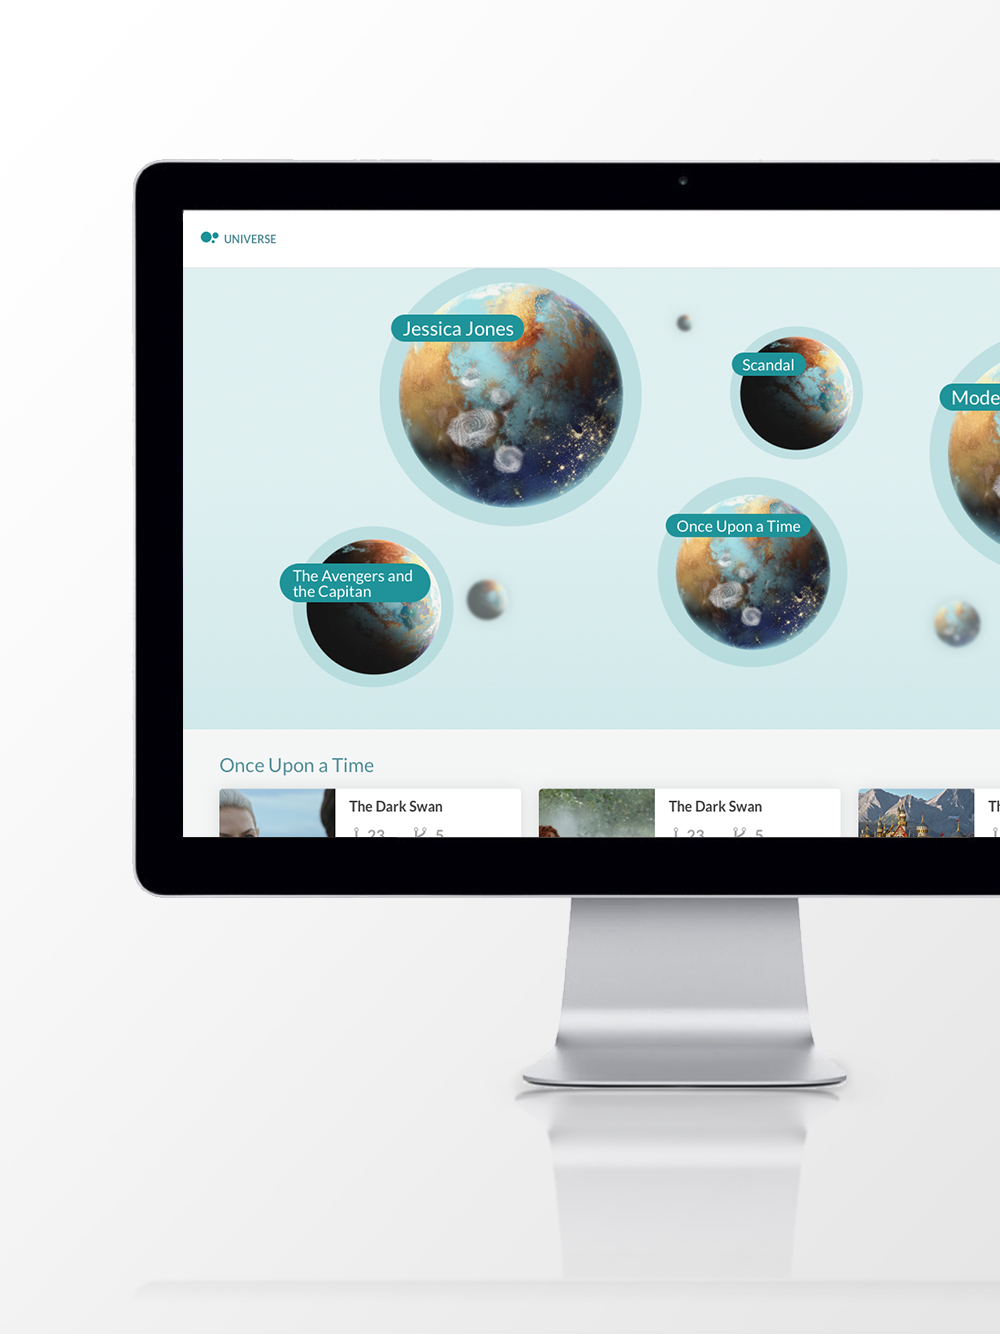 UNIVERSE
Jessica Jones
Scandal
Mode
Once Upon a Time
The Avengers and
the Capitan
Once Upon a Time
The Dark Swan
23 5
The Dark Swan
23 5
Th